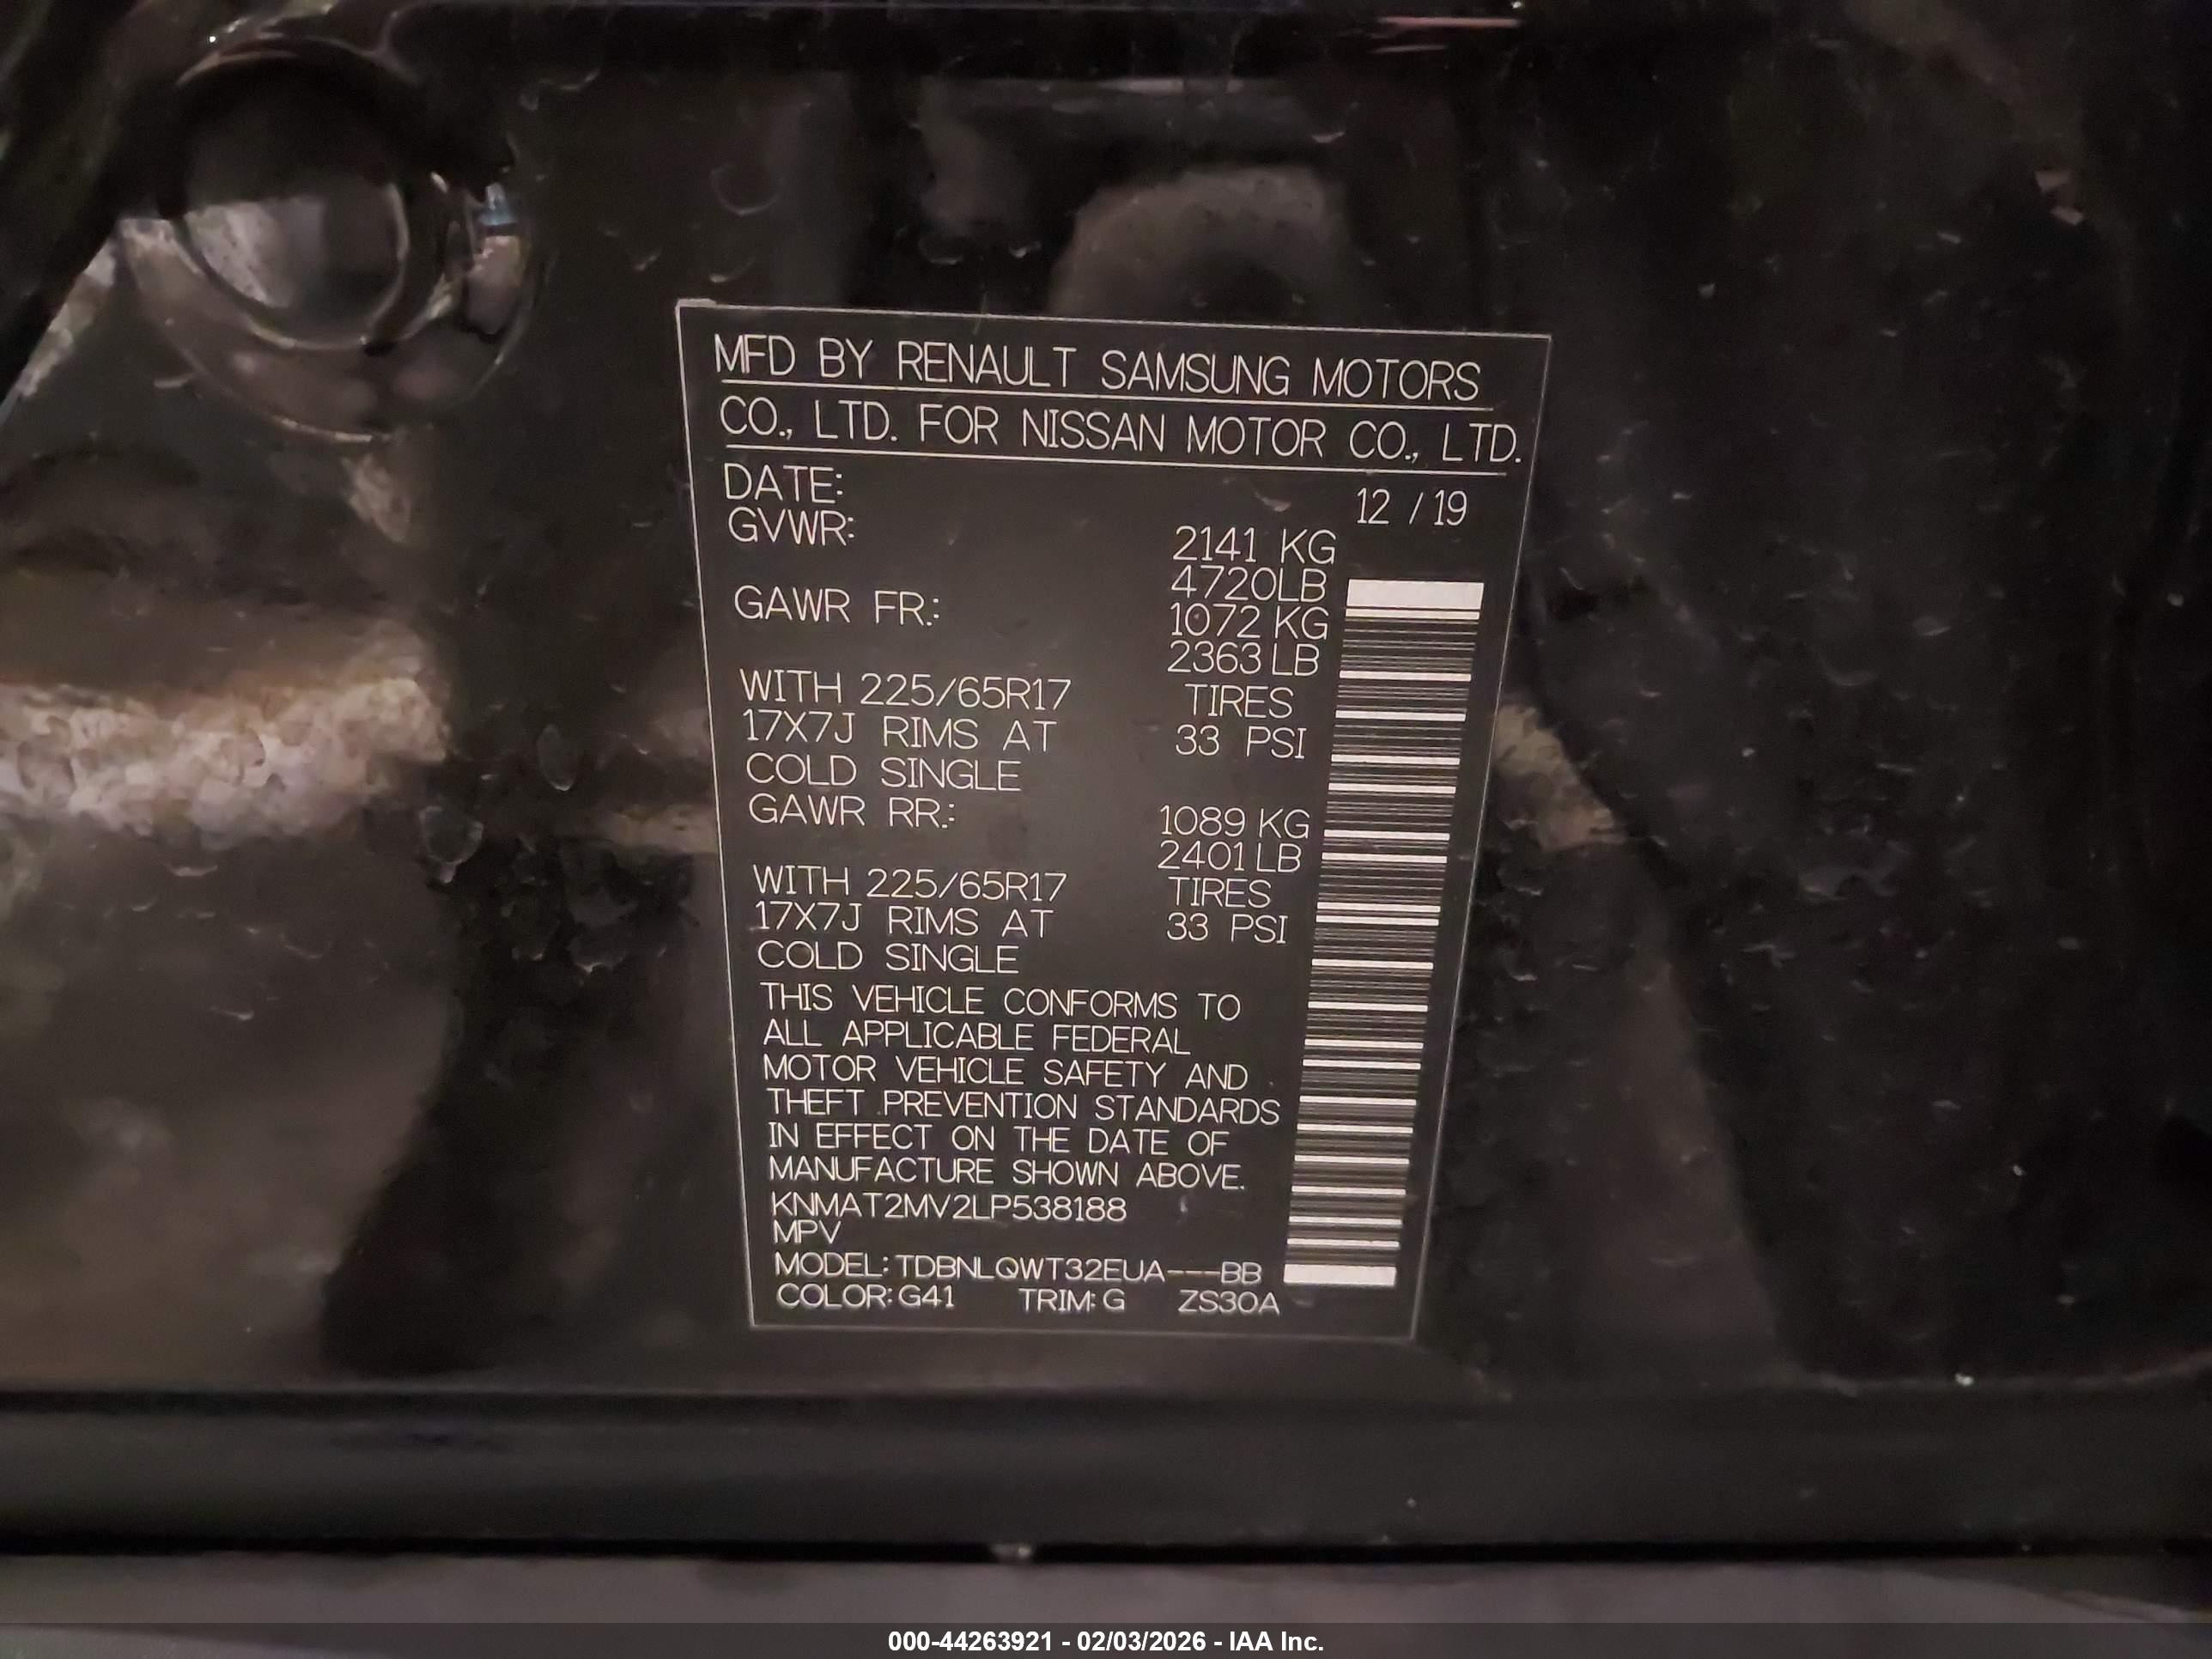 MFD BY RENAULT SAMSUNG MOTORS
CO., LTD. FOR NISSAN MOTOR CO., LTD.
DATE: 12 / 19
GVWR: 2141 KG
4720LB
GAWR FR.: 1072 KG
2363 LB
WITH 225/65R17 TIRES
17X7J RIMS AT 33 PSI
COLD SINGLE
GAWR RR.: 1089 KG
2401 LB
WITH 225/65R17 TIRES
17X7J RIMS AT 33 PSI
COLD SINGLE
THIS VEHICLE CONFORMS TO
ALL APPLICABLE FEDERAL
MOTOR VEHICLE SAFETY AND
THEFT PREVENTION STANDARDS
IN EFFECT ON THE DATE OF
MANUFACTURE SHOWN ABOVE.
KNMAT2MV2LP538188
MPV
MODEL: TDBNLQWT32EUA---BB
COLOR: G41 TRIM: G ZS30A
000-44263921 - 02/03/2026 - IAA Inc.